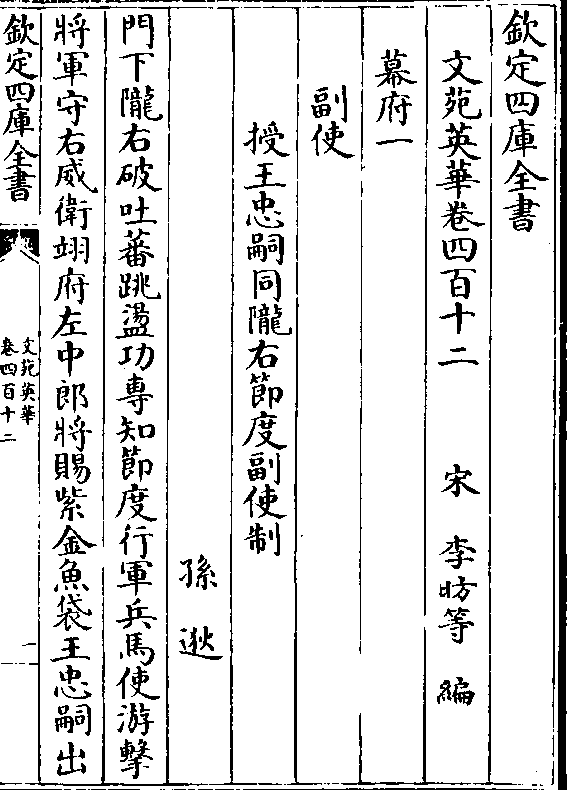 欽定四庫全書
文苑英華卷四百十二 宋 李昉等 編
幕府一
副使
授王忠嗣同隴右節度副使制
孫逖
門下隴右破吐蕃跳盪功專知節度行軍兵馬使游擊
將軍守右威衛翊府左中郎將賜紫金魚袋王忠嗣出
欽定四庫全書
文苑英華
卷四百十二
一